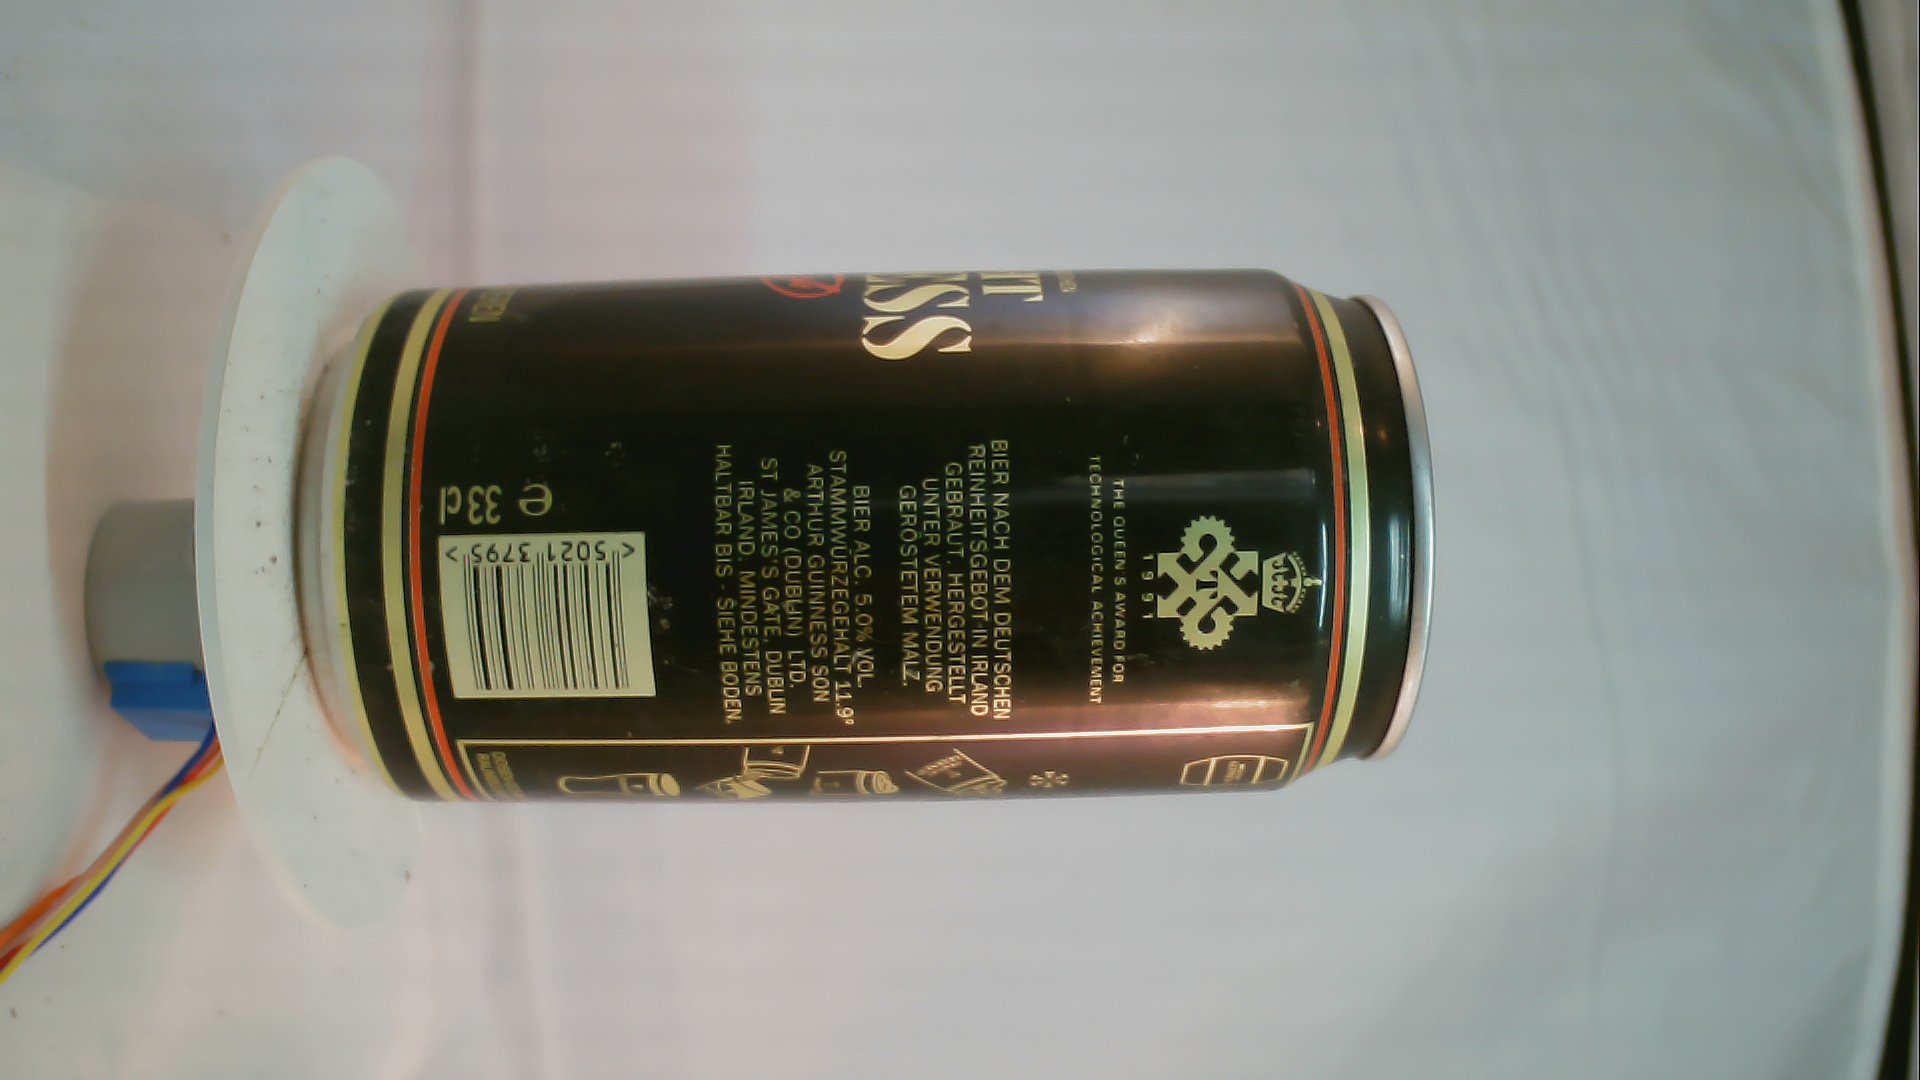 THE QUEEN'S AWARD FOR
TECHNOLOGICAL ACHIEVEMENT
1991
BIER NACH DEM DEUTSCHEN
REINHEITSGEBOT IN IRLAND
GEBRAUT. HERGESTELLT
UNTER VERWENDUNG
GERÖSTETEM MALZ.
BIER ALC. 5.0% VOL.
STAMMWÜRZEGEHALT 11.9°
ARTHUR GUINNESS SON
& CO (DUBLIN) LTD.
ST JAMES'S GATE, DUBLIN
IRLAND. MINDESTENS
HALTBAR BIS - SIEHE BODEN.
33 cl e
< 5021 3795 >
HT
ESS